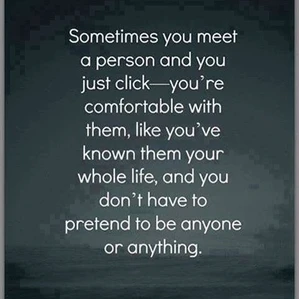 Sometimes you meet
a person and you
just click—you're
comfortable with
them, like you've
known them your
whole life, and you
don't have to
pretend to be anyone
or anything.